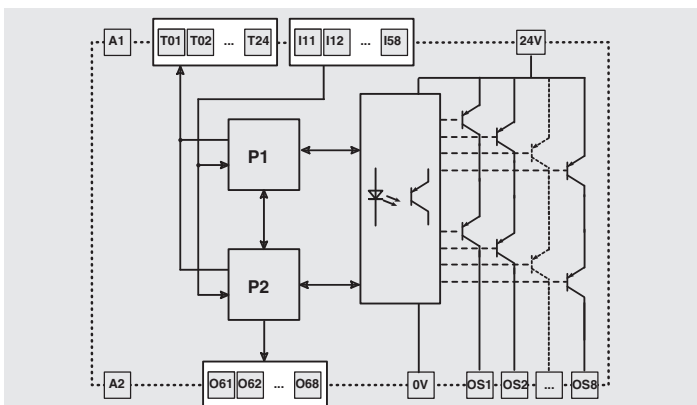 A1 T01 T02 ... T24 I11 I12 ... I58 24V
P1
P2
A2 O61 O62 ... O68 0V OS1 OS2 ... OS8